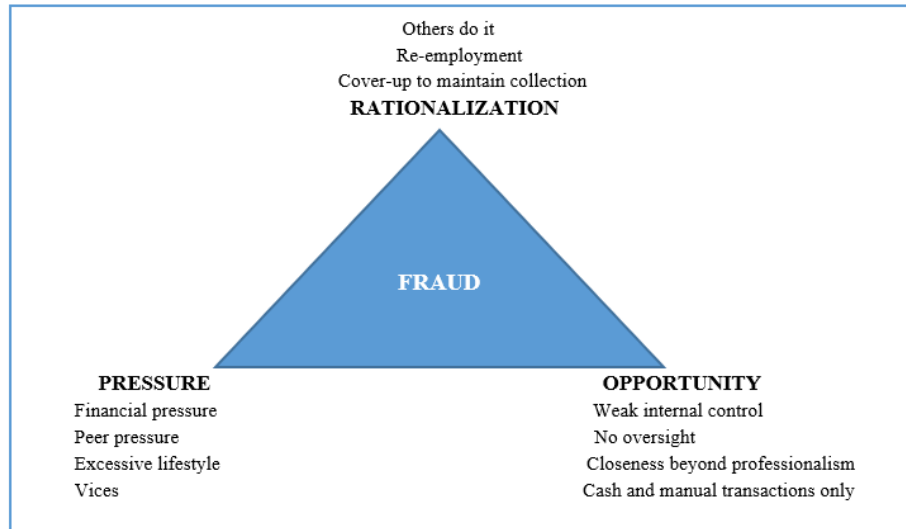 Others do it
Re-employment
Cover-up to maintain collection
RATIONALIZATION
FRAUD
PRESSURE
Financial pressure
Peer pressure
Excessive lifestyle
Vices
OPPORTUNITY
Weak internal control
No oversight
Closeness beyond professionalism
Cash and manual transactions only